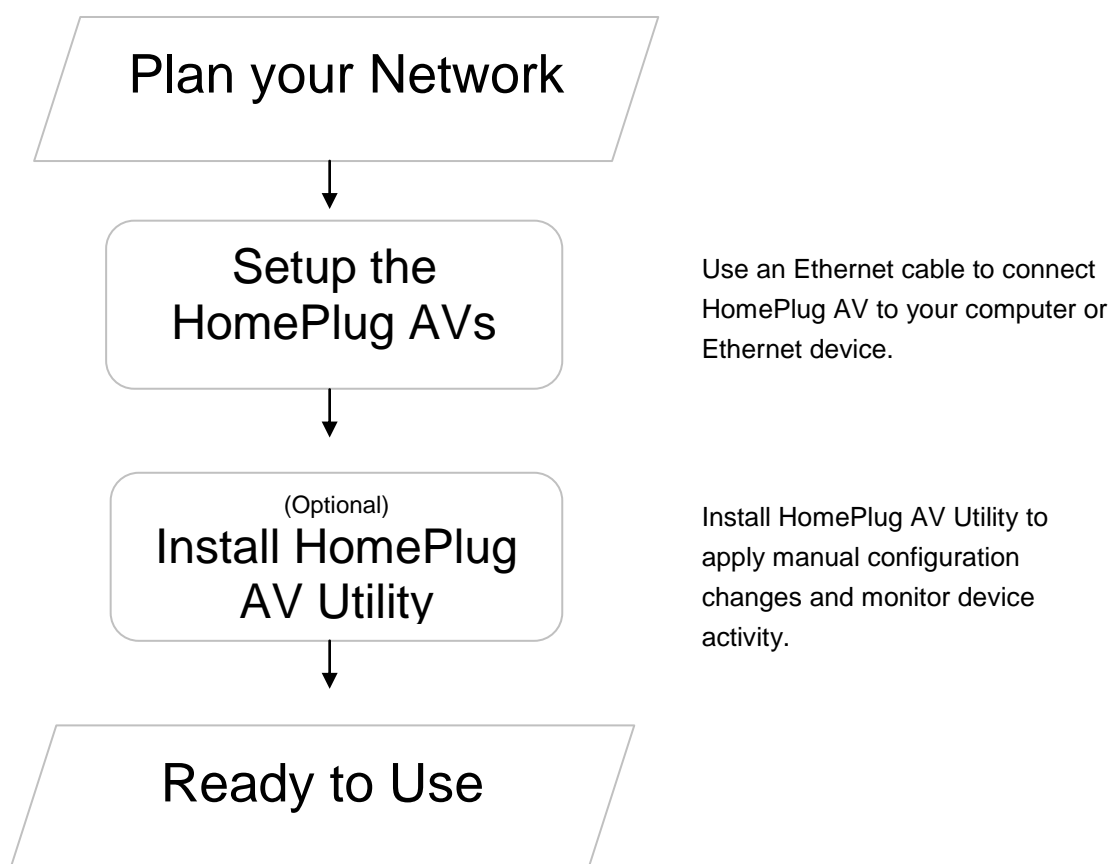 Plan your Network
Setup the
HomePlug AVs
Use an Ethernet cable to connect
HomePlug AV to your computer or
Ethernet device.
(Optional)
Install HomePlug
AV Utility
Install HomePlug AV Utility to
apply manual configuration
changes and monitor device
activity.
Ready to Use